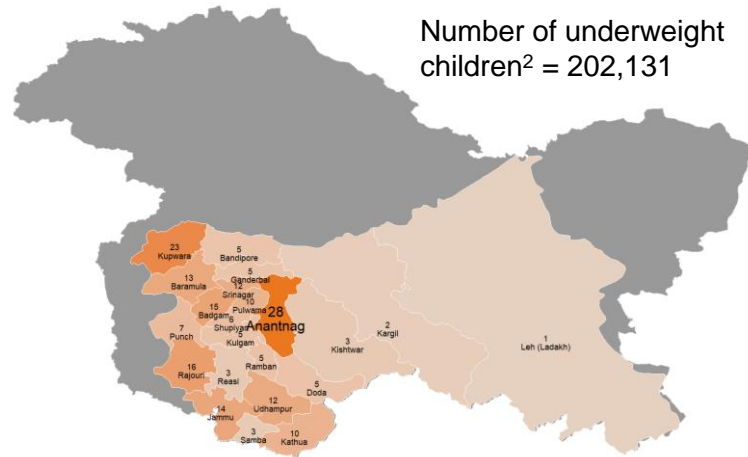 Number of underweight
children² = 202,131
23
Kupwara
5
Bandipore
5
Ganderbal
13
Baramula
12
Srinagar
10
Pulwama
15
Badgam
28
Anantnag
6
Shupiyan
7
Punch
5
Kulgam
3
Kishtwar
2
Kargil
1
Leh (Ladakh)
5
Ramban
16
Rajouri
3
Reasi
5
Doda
12
Udhampur
14
Jammu
3
Samba
10
Kathua